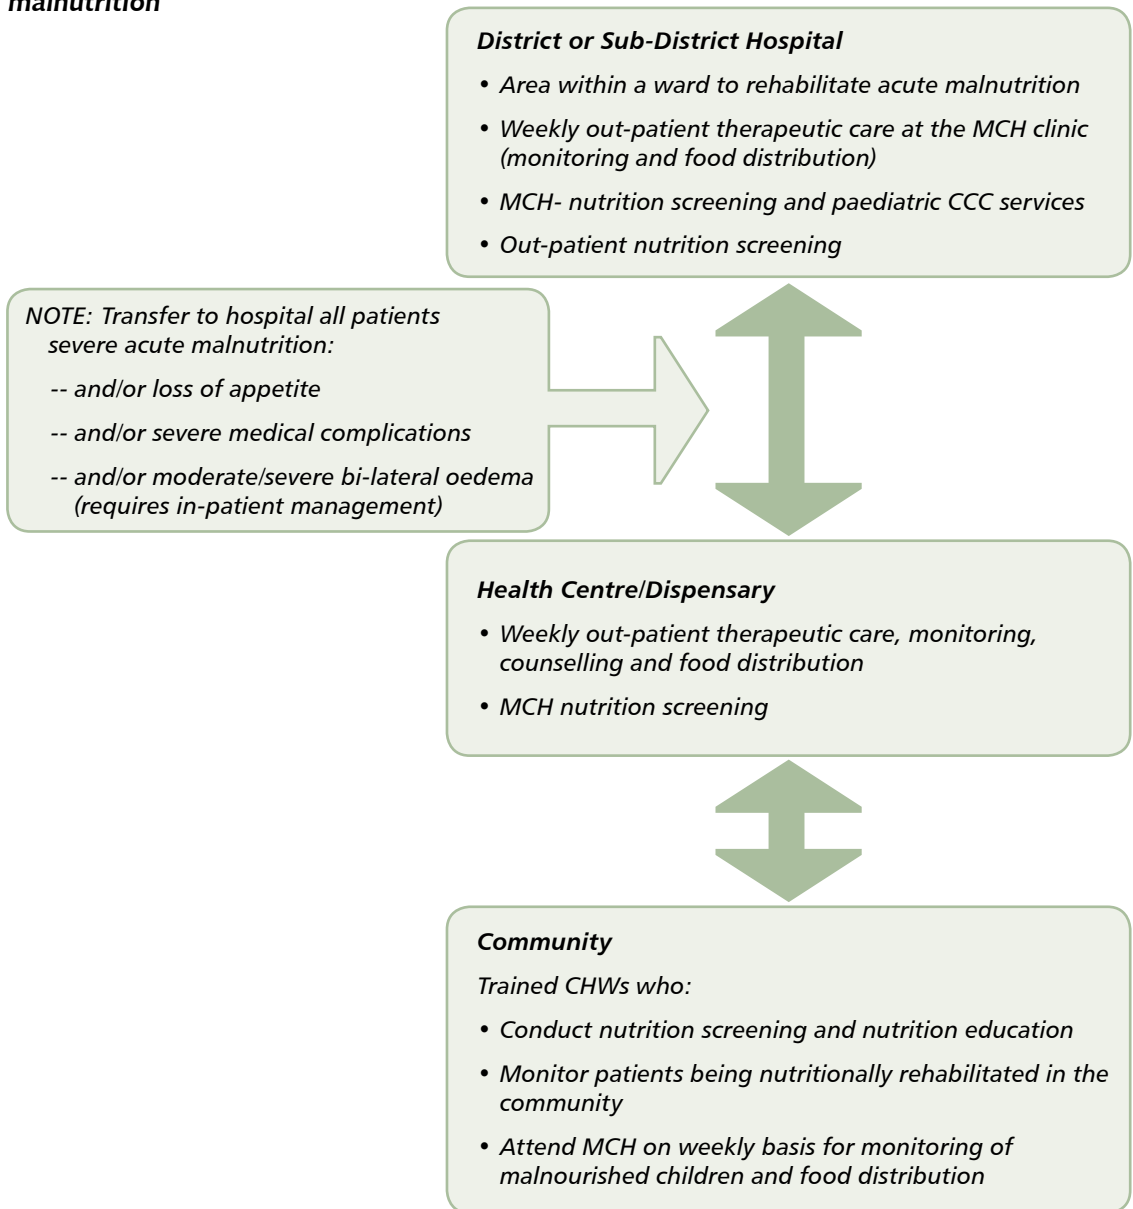 malnutrition
District or Sub-District Hospital
• Area within a ward to rehabilitate acute malnutrition
• Weekly out-patient therapeutic care at the MCH clinic
(monitoring and food distribution)
• MCH- nutrition screening and paediatric CCC services
• Out-patient nutrition screening
NOTE: Transfer to hospital all patients
severe acute malnutrition:
-- and/or loss of appetite
-- and/or severe medical complications
-- and/or moderate/severe bi-lateral oedema
(requires in-patient management)
Health Centre/Dispensary
• Weekly out-patient therapeutic care, monitoring,
counselling and food distribution
• MCH nutrition screening
Community
Trained CHWs who:
• Conduct nutrition screening and nutrition education
• Monitor patients being nutritionally rehabilitated in the
community
• Attend MCH on weekly basis for monitoring of
malnourished children and food distribution